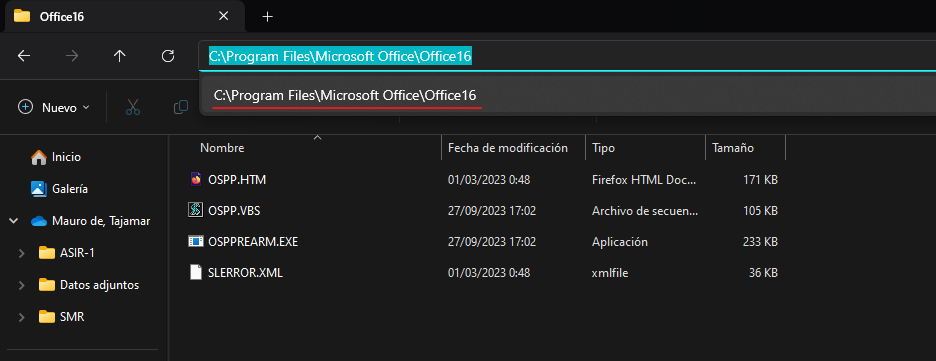 Office16
C:\Program Files\Microsoft Office\Office16
C:\Program Files\Microsoft Office\Office16
Nuevo
Nombre Fecha de modificación Tipo Tamaño
Inicio
Galería
Mauro de, Tajamar
ASIR-1
Datos adjuntos
SMR
OSPP.HTM 01/03/2023 0:48 Firefox HTML Doc... 171 KB
OSPP.VBS 27/09/2023 17:02 Archivo de secuen... 105 KB
OSPPREARM.EXE 27/09/2023 17:02 Aplicación 233 KB
SLERROR.XML 01/03/2023 0:48 xmlfile 36 KB